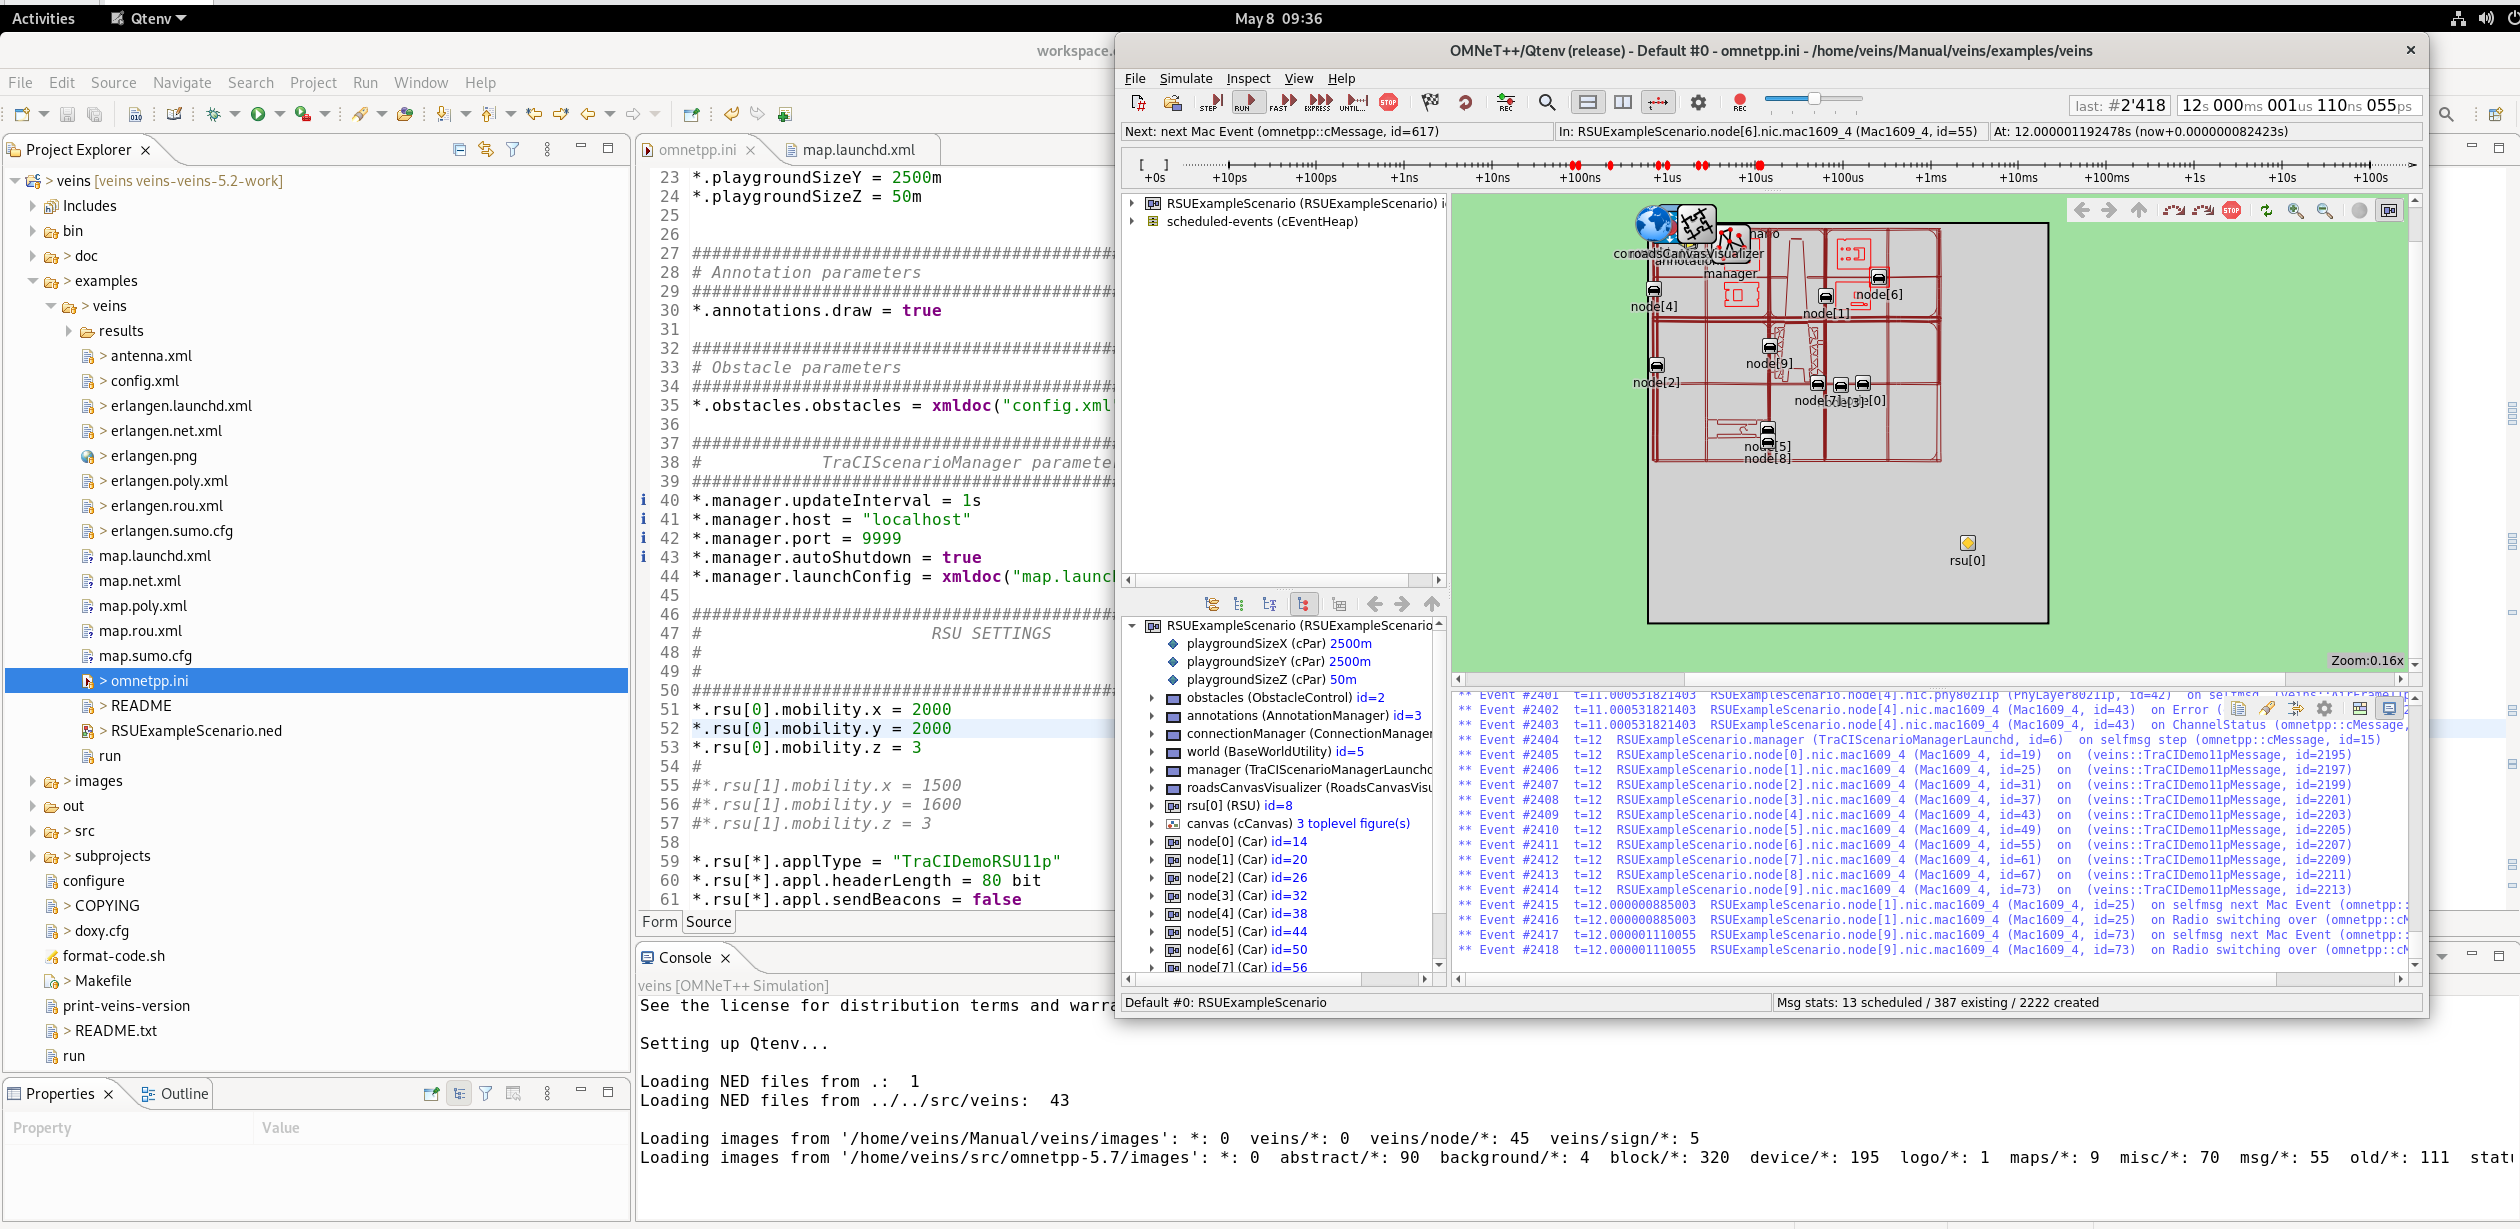 Activities
Qtenv
May 8 09:36
File Edit Source Navigate Search Project Run Window Help
Project Explorer
> veins [veins veins-veins-5.2-work]
Includes
> bin
> doc
> examples
> veins
results
> antenna.xml
> config.xml
> erlangen.launchd.xml
> erlangen.net.xml
> erlangen.png
> erlangen.poly.xml
> erlangen.rou.xml
> erlangen.sumo.cfg
map.launchd.xml
map.net.xml
map.poly.xml
map.rou.xml
map.sumo.cfg
> omnetpp.ini
> README
> RSUExampleScenario.ned
run
> images
out
> src
> subprojects
configure
> COPYING
> doxy.cfg
format-code.sh
> Makefile
print-veins-version
> README.txt
run
Properties
Outline
Property Value
omnetpp.ini
map.launchd.xml
23 *.playgroundSizeY = 2500m
24 *.playgroundSizeZ = 50m
25
26
27 ##########################################
28 # Annotation parameters
29 ##########################################
30 *.annotations.draw = true
31
32 ##########################################
33 # Obstacle parameters
34 ##########################################
35 *.obstacles.obstacles = xmldoc("config.xml"
36
37 ##########################################
38 # TraCIScenarioManager parameter
39 ##########################################
40 *.manager.updateInterval = 1s
41 *.manager.host = "localhost"
42 *.manager.port = 9999
43 *.manager.autoShutdown = true
44 *.manager.launchConfig = xmldoc("map.launch
45
46 ##########################################
47 # RSU SETTINGS
48 #
49 #
50 ##########################################
51 *.rsu[0].mobility.x = 2000
52 *.rsu[0].mobility.y = 2000
53 *.rsu[0].mobility.z = 3
54 #
55 #*.rsu[1].mobility.x = 1500
56 #*.rsu[1].mobility.y = 1600
57 #*.rsu[1].mobility.z = 3
58
59 *.rsu[*].applType = "TraCIDemoRSU11p"
60 *.rsu[*].appl.headerLength = 80 bit
61 *.rsu[*].appl.sendBeacons = false
Form Source
Console
veins [OMNeT++ Simulation]
See the license for distribution terms and warra
Setting up Qtenv...
Loading NED files from .: 1
Loading NED files from ../../src/veins: 43
Loading images from '/home/veins/Manual/veins/images': *: 0 veins/*: 0 veins/node/*: 45 veins/sign/*: 5
Loading images from '/home/veins/src/omnetpp-5.7/images': *: 0 abstract/*: 90 background/*: 4 block/*: 320 device/*: 195 logo/*: 1 maps/*: 9 misc/*: 70 msg/*: 55 old/*: 111 statu
OMNeT++/Qtenv (release) - Default #0 - omnetpp.ini - /home/veins/Manual/veins/examples/veins
File Simulate Inspect View Help
STEP RUN FAST EXPRESS UNTIL... STOP REC
last: #2'418
12s 000ms 001us 110ns 055ps
Next: next Mac Event (omnetpp::cMessage, id=617)
In: RSUExampleScenario.node[6].nic.mac1609_4 (Mac1609_4, id=55)
At: 12.000001192478s (now+0.000000082423s)
+0s +10ps +100ps +1ns +10ns +100ns +1us +10us +100us +1ms +10ms +100ms +1s +10s +100s
RSUExampleScenario (RSUExampleScenario) i
scheduled-events (cEventHeap)
RSUExampleScenario (RSUExampleScenario
playgroundSizeX (cPar) 2500m
playgroundSizeY (cPar) 2500m
playgroundSizeZ (cPar) 50m
obstacles (ObstacleControl) id=2
annotations (AnnotationManager) id=3
connectionManager (ConnectionManager
world (BaseWorldUtility) id=5
manager (TraCIScenarioManagerLaunchd
roadsCanvasVisualizer (RoadsCanvasVisu
rsu[0] (RSU) id=8
canvas (cCanvas) 3 toplevel figure(s)
node[0] (Car) id=14
node[1] (Car) id=20
node[2] (Car) id=26
node[3] (Car) id=32
node[4] (Car) id=38
node[5] (Car) id=44
node[6] (Car) id=50
node[7] (Car) id=56
roadsCanvasVisualizer
manager
node[4]
node[6]
node[1]
node[9]
node[2]
node[7]
node[0]
node[5]
node[8]
rsu[0]
Zoom:0.16x
** Event #2401 t=11.000531821403 RSUExampleScenario.node[4].nic.phy80211p (PhyLayer80211p, id=42) on selfmsg
** Event #2402 t=11.000531821403 RSUExampleScenario.node[4].nic.mac1609_4 (Mac1609_4, id=43) on Error (
** Event #2403 t=11.000531821403 RSUExampleScenario.node[4].nic.mac1609_4 (Mac1609_4, id=43) on ChannelStatus (omnetpp::cMessage,
** Event #2404 t=12 RSUExampleScenario.manager (TraCIScenarioManagerLaunchd, id=6) on selfmsg step (omnetpp::cMessage, id=15)
** Event #2405 t=12 RSUExampleScenario.node[0].nic.mac1609_4 (Mac1609_4, id=19) on (veins::TraCIDemo11pMessage, id=2195)
** Event #2406 t=12 RSUExampleScenario.node[1].nic.mac1609_4 (Mac1609_4, id=25) on (veins::TraCIDemo11pMessage, id=2197)
** Event #2407 t=12 RSUExampleScenario.node[2].nic.mac1609_4 (Mac1609_4, id=31) on (veins::TraCIDemo11pMessage, id=2199)
** Event #2408 t=12 RSUExampleScenario.node[3].nic.mac1609_4 (Mac1609_4, id=37) on (veins::TraCIDemo11pMessage, id=2201)
** Event #2409 t=12 RSUExampleScenario.node[4].nic.mac1609_4 (Mac1609_4, id=43) on (veins::TraCIDemo11pMessage, id=2203)
** Event #2410 t=12 RSUExampleScenario.node[5].nic.mac1609_4 (Mac1609_4, id=49) on (veins::TraCIDemo11pMessage, id=2205)
** Event #2411 t=12 RSUExampleScenario.node[6].nic.mac1609_4 (Mac1609_4, id=55) on (veins::TraCIDemo11pMessage, id=2207)
** Event #2412 t=12 RSUExampleScenario.node[7].nic.mac1609_4 (Mac1609_4, id=61) on (veins::TraCIDemo11pMessage, id=2209)
** Event #2413 t=12 RSUExampleScenario.node[8].nic.mac1609_4 (Mac1609_4, id=67) on (veins::TraCIDemo11pMessage, id=2211)
** Event #2414 t=12 RSUExampleScenario.node[9].nic.mac1609_4 (Mac1609_4, id=73) on (veins::TraCIDemo11pMessage, id=2213)
** Event #2415 t=12.000000885003 RSUExampleScenario.node[1].nic.mac1609_4 (Mac1609_4, id=25) on selfmsg next Mac Event (omnetpp::
** Event #2416 t=12.000000885003 RSUExampleScenario.node[1].nic.mac1609_4 (Mac1609_4, id=25) on Radio switching over (omnetpp::cM
** Event #2417 t=12.000001110055 RSUExampleScenario.node[9].nic.mac1609_4 (Mac1609_4, id=73) on selfmsg next Mac Event (omnetpp::
** Event #2418 t=12.000001110055 RSUExampleScenario.node[9].nic.mac1609_4 (Mac1609_4, id=73) on Radio switching over (omnetpp::cM
Default #0: RSUExampleScenario
Msg stats: 13 scheduled / 387 existing / 2222 created